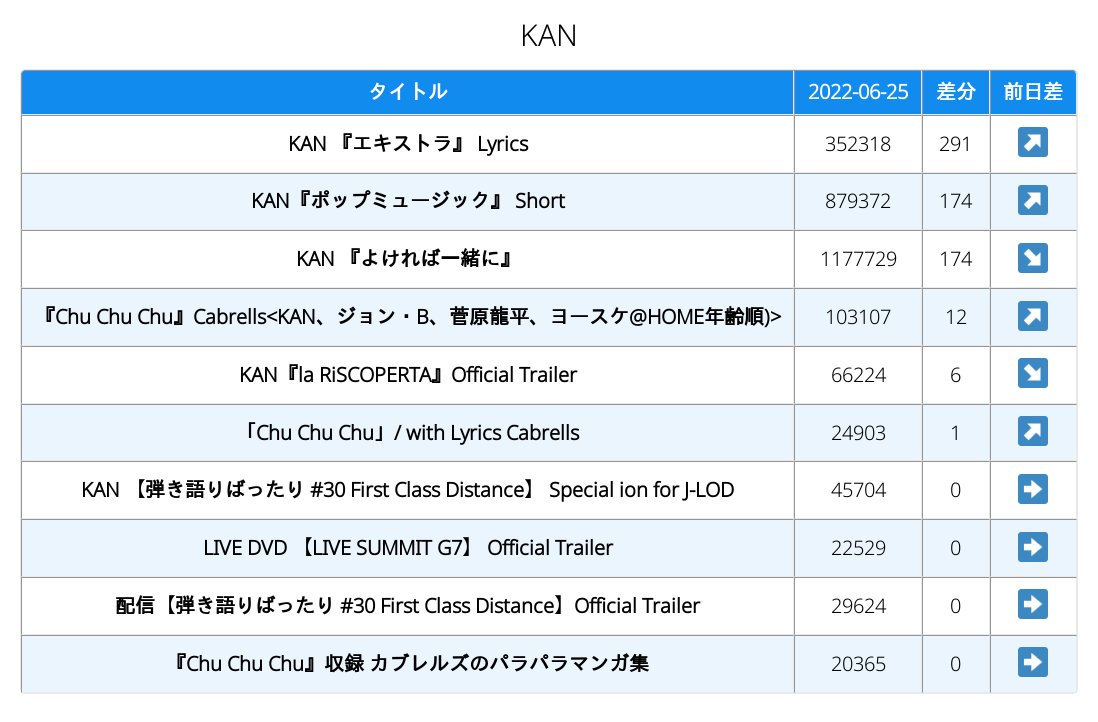 KAN
タイトル 2022-06-25 差分 前日差
KAN 『エキストラ』 Lyrics 352318 291 ↗
KAN『ポップミュージック』 Short 879372 174 ↗
KAN 『よければ一緒に』 1177729 174 ↘
『Chu Chu Chu』Cabrells<KAN、ジョン・B、菅原龍平、ヨースケ@HOME年齢順)> 103107 12 ↗
KAN『la RiSCOPERTA』Official Trailer 66224 6 ↘
「Chu Chu Chu」/ with Lyrics Cabrells 24903 1 ↗
KAN 【弾き語りばったり #30 First Class Distance】 Special ion for J-LOD 45704 0 →
LIVE DVD 【LIVE SUMMIT G7】 Official Trailer 22529 0 →
配信【弾き語りばったり #30 First Class Distance】Official Trailer 29624 0 →
『Chu Chu Chu』収録 カブレルズのパラパラマンガ集 20365 0 →